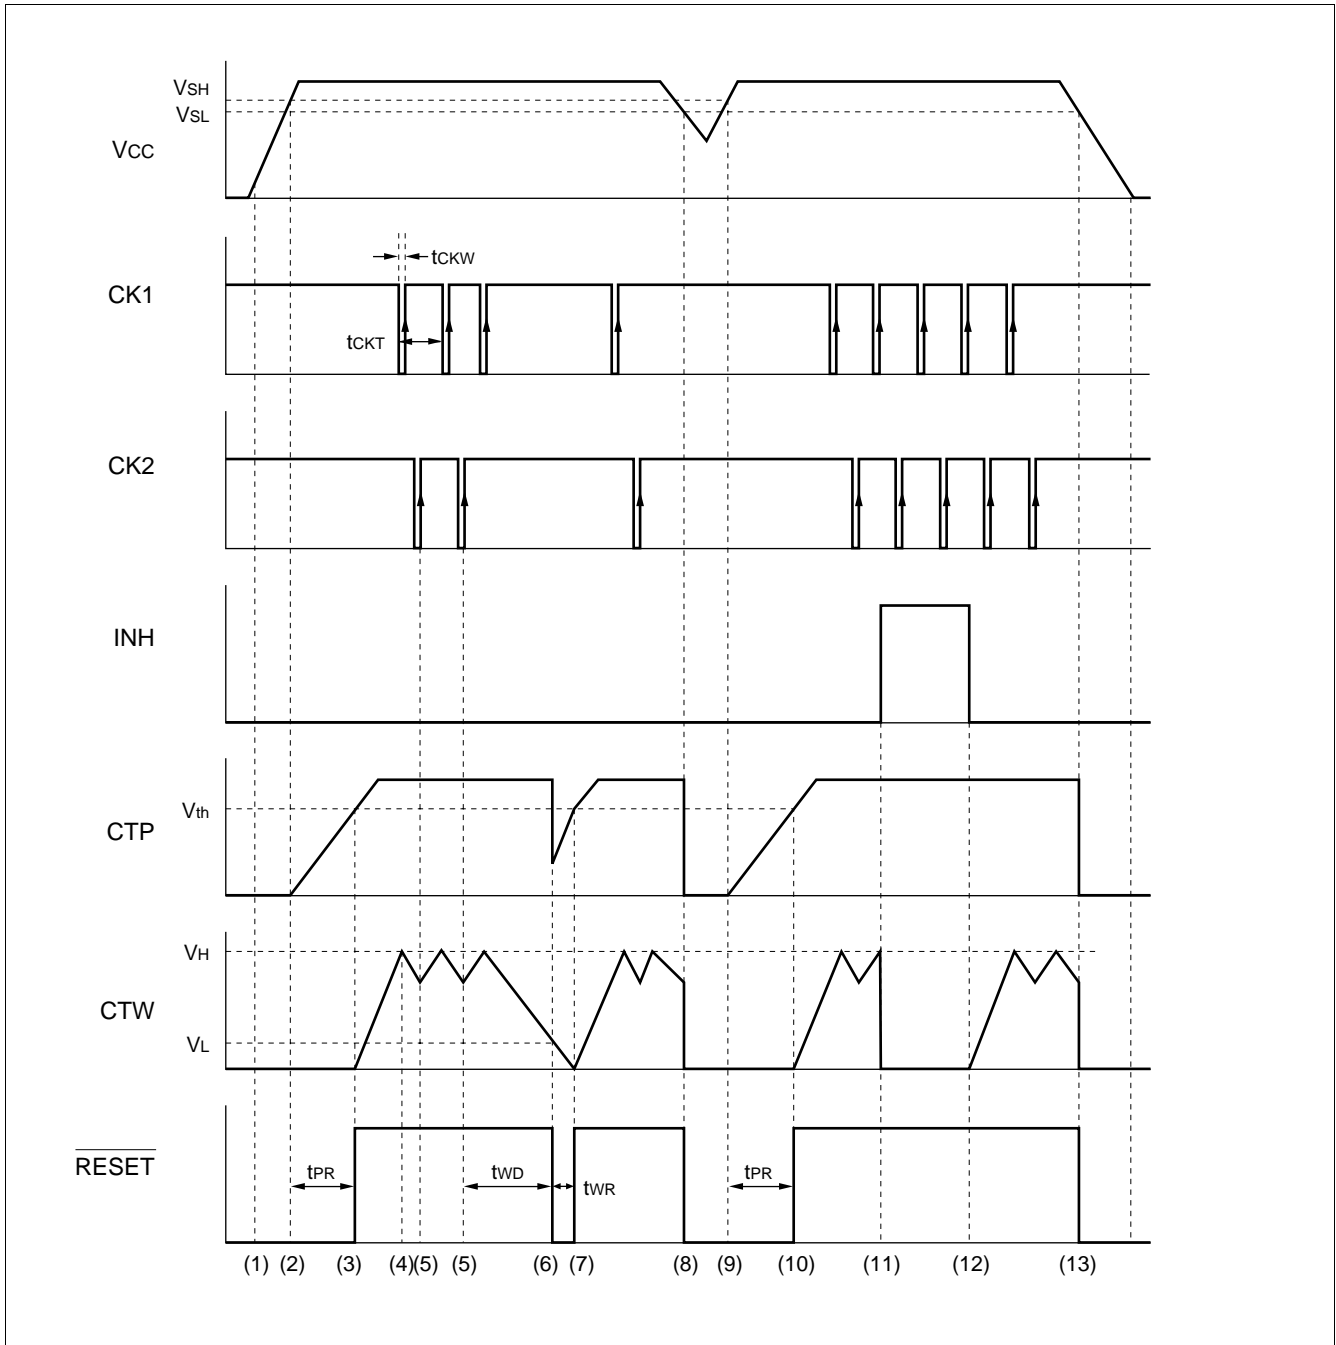 VSH
VSL
VCC
tCKW
CK1
tCKT
CK2
INH
Vth
CTP
VH
CTW
VL
RESET
tPR
tWD
tWR
tPR
(1) (2) (3) (4)(5) (5) (6) (7) (8) (9) (10) (11) (12) (13)